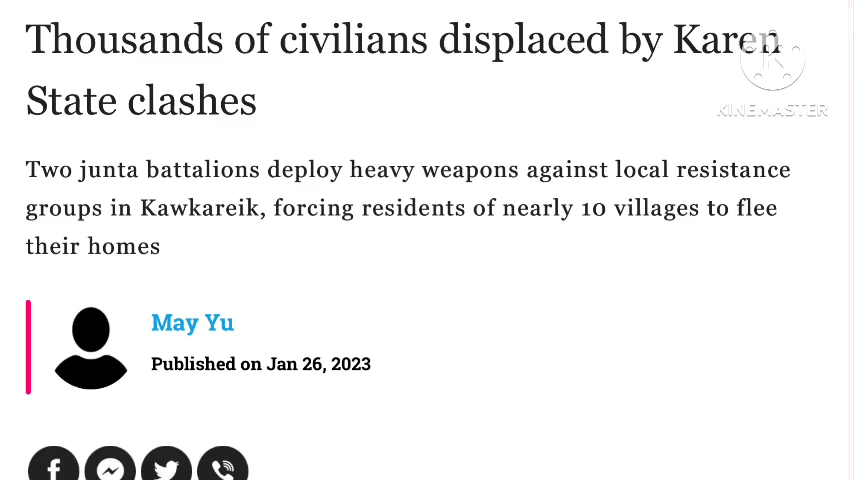 Thousands of civilians displaced by Karen
State clashes
KINEMASTER
Two junta battalions deploy heavy weapons against local resistance
groups in Kawkareik, forcing residents of nearly 10 villages to flee
their homes
May Yu
Published on Jan 26, 2023